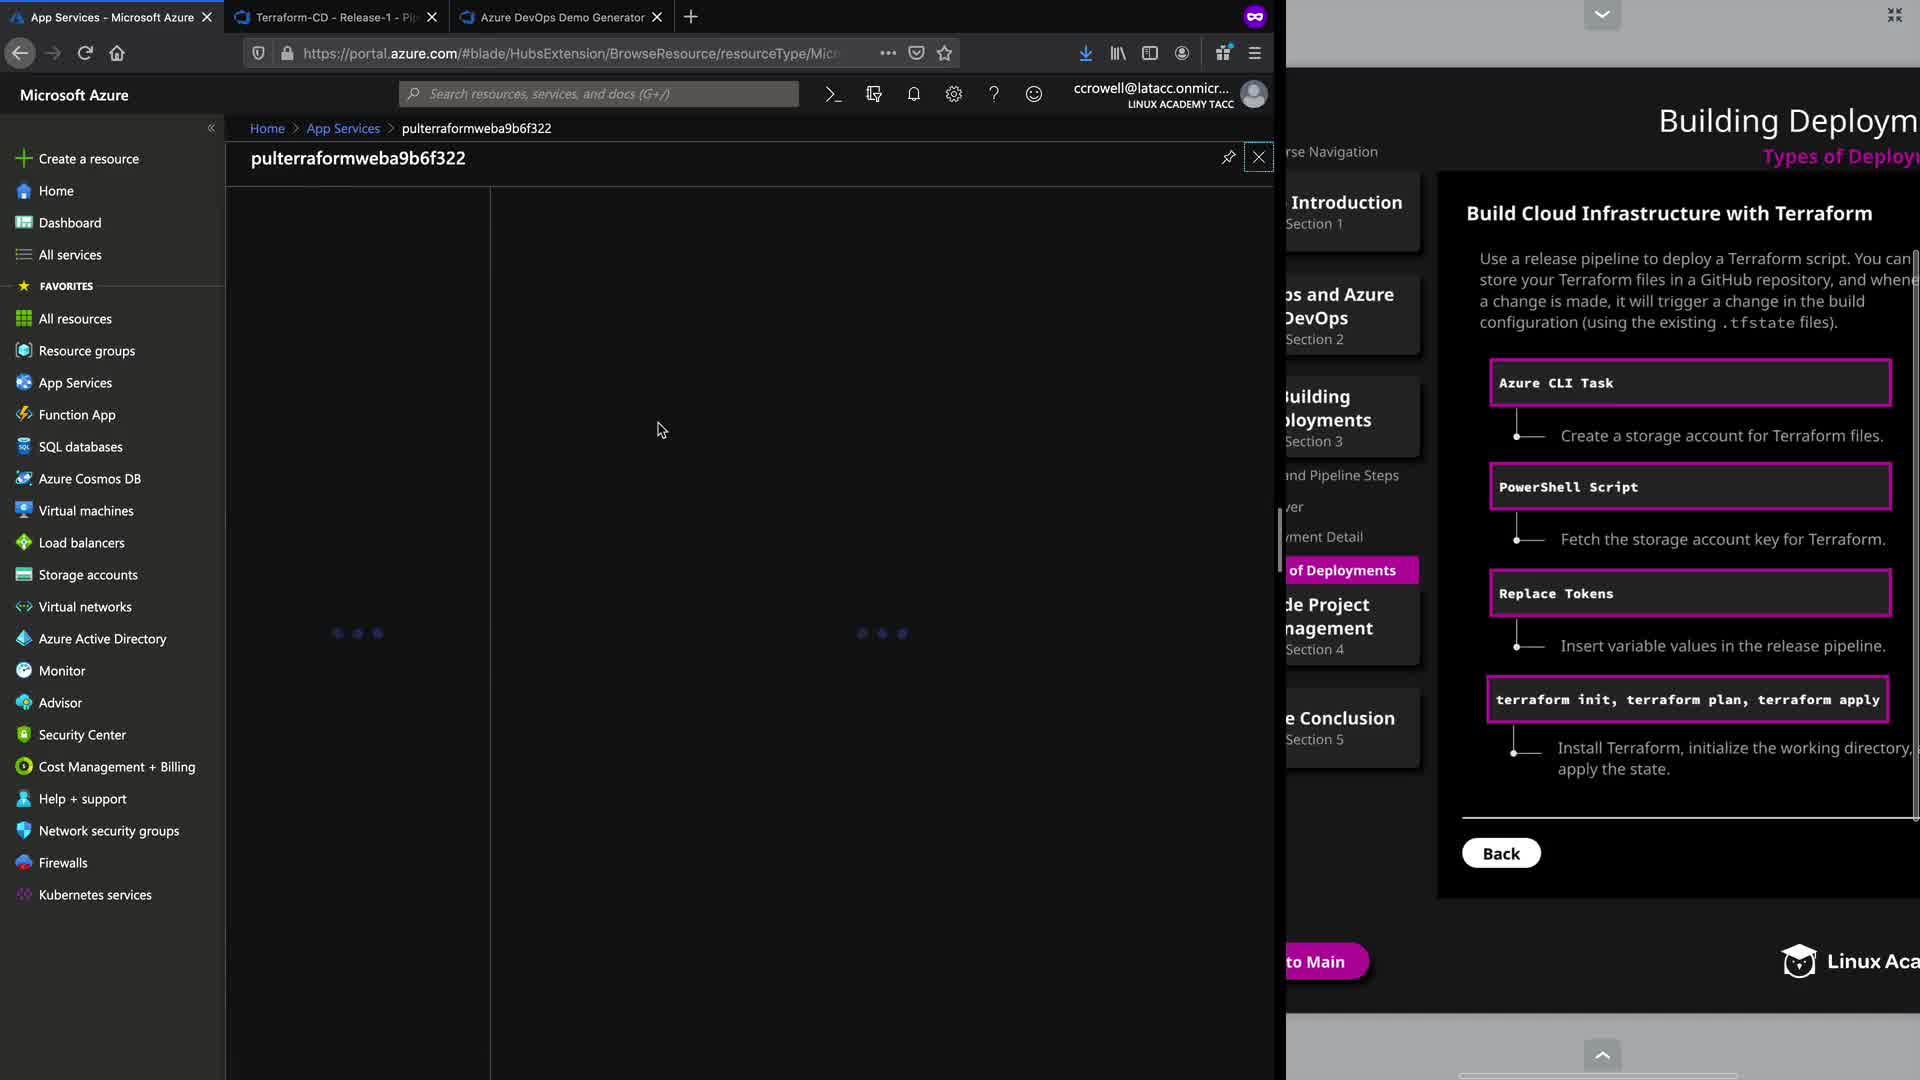 App Services - Microsoft Azure
Terraform-CD - Release-1 - Pip
Azure DevOps Demo Generator
https://portal.azure.com/#blade/HubsExtension/BrowseResource/resourceType/Micr
Microsoft Azure
Search resources, services, and docs (G+/)
ccrowell@latacc.onmicr...
LINUX ACADEMY TACC
Home > App Services > pulterraformweba9b6f322
pulterraformweba9b6f322
Create a resource
Home
Dashboard
All services
FAVORITES
All resources
Resource groups
App Services
Function App
SQL databases
Azure Cosmos DB
Virtual machines
Load balancers
Storage accounts
Virtual networks
Azure Active Directory
Monitor
Advisor
Security Center
Cost Management + Billing
Help + support
Network security groups
Firewalls
Kubernetes services
Building Deploym
Types of Deploy
rse Navigation
Introduction
Section 1
ps and Azure
DevOps
Section 2
Building
ployments
Section 3
and Pipeline Steps
ver
yment Detail
of Deployments
de Project
nagement
Section 4
e Conclusion
Section 5
to Main
Build Cloud Infrastructure with Terraform
Use a release pipeline to deploy a Terraform script. You can
store your Terraform files in a GitHub repository, and whene
a change is made, it will trigger a change in the build
configuration (using the existing .tfstate files).
Azure CLI Task
Create a storage account for Terraform files.
PowerShell Script
Fetch the storage account key for Terraform.
Replace Tokens
Insert variable values in the release pipeline.
terraform init, terraform plan, terraform apply
Install Terraform, initialize the working directory,
apply the state.
Back
Linux Aca